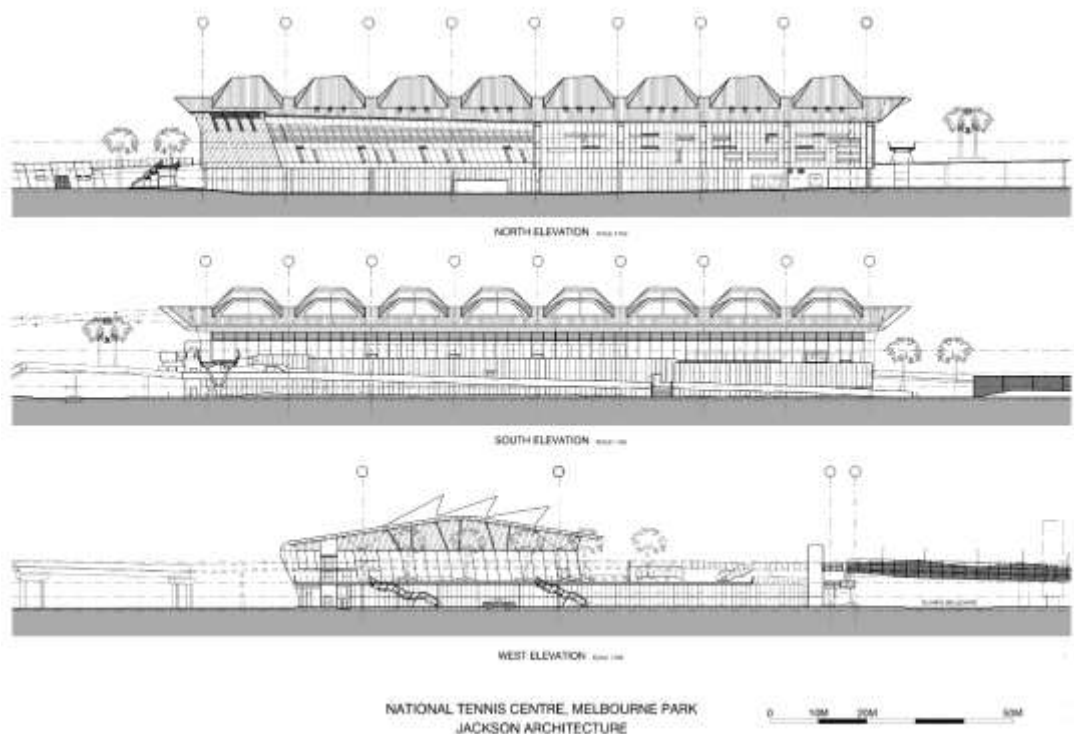 NORTH ELEVATION
SOUTH ELEVATION
WEST ELEVATION
NATIONAL TENNIS CENTRE, MELBOURNE PARK
JACKSON ARCHITECTURE
0 10M 20M 50M